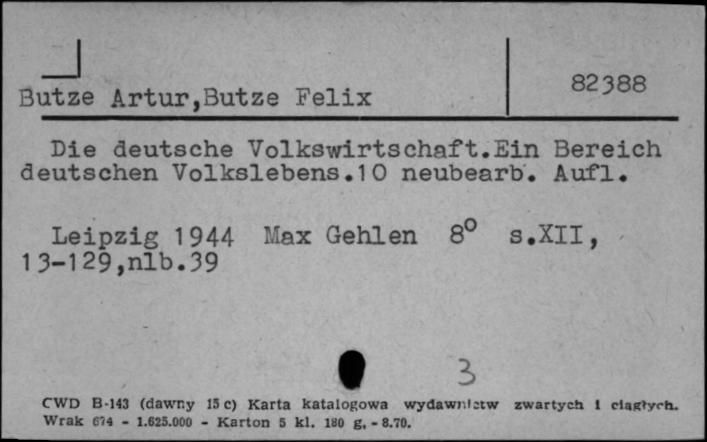 82388
Butze Artur,Butze Felix
Die deutsche Volkswirtschaft.Ein Bereich
deutschen Volkslebens.10 neubearb. Aufl.
Leipzig 1944 Max Gehlen 8° s.XII,
13-129,nlb.39
3
CWD B-143 (dawny 15 c) Karta katalogowa wydawnictw zwartych i ciągłych.
Wrak 674 - 1.625.000 - Karton 5 kl. 180 g, - 8.70.